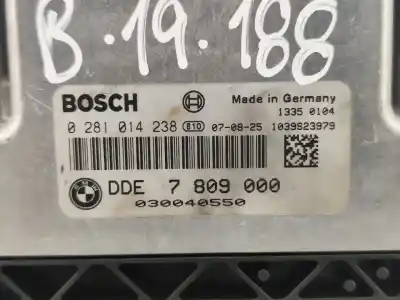 B.19.188
BOSCH
Made in Germany
1335 0104
0 281 014 238 B10 07-08-25 1039S23979
DDE 7 809 000
030040550